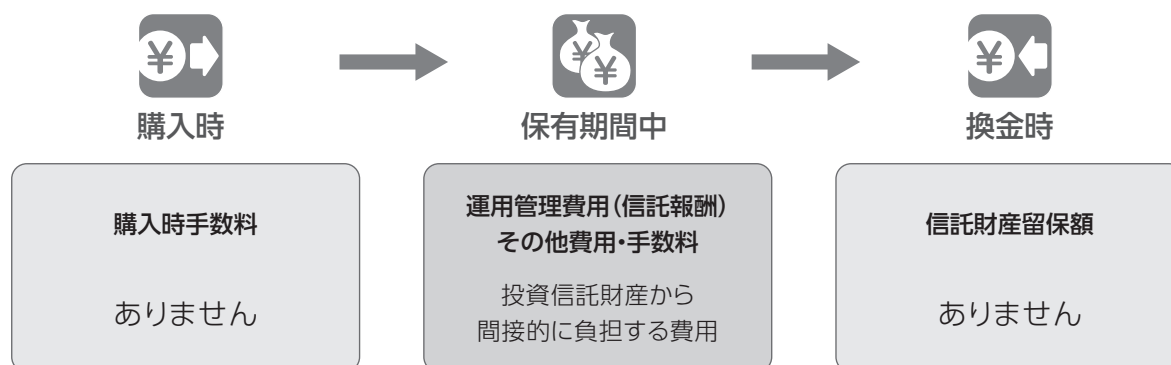 ¥
購入時
購入時手数料
ありません
¥
¥
保有期間中
運用管理費用(信託報酬)
その他費用・手数料
投資信託財産から
間接的に負担する費用
¥
換金時
信託財産留保額
ありません